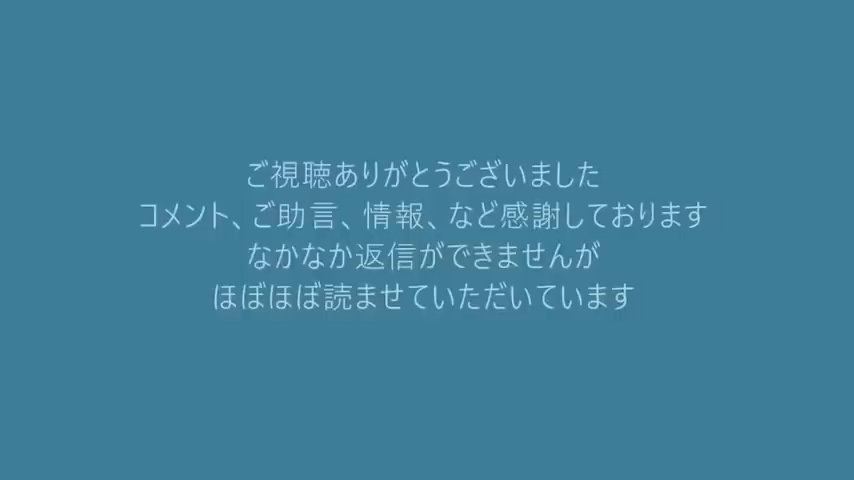 ご視聴ありがとうございました
コメント、ご助言、情報、など感謝しております
なかなか返信ができませんが
ほぼほぼ読ませていただいています